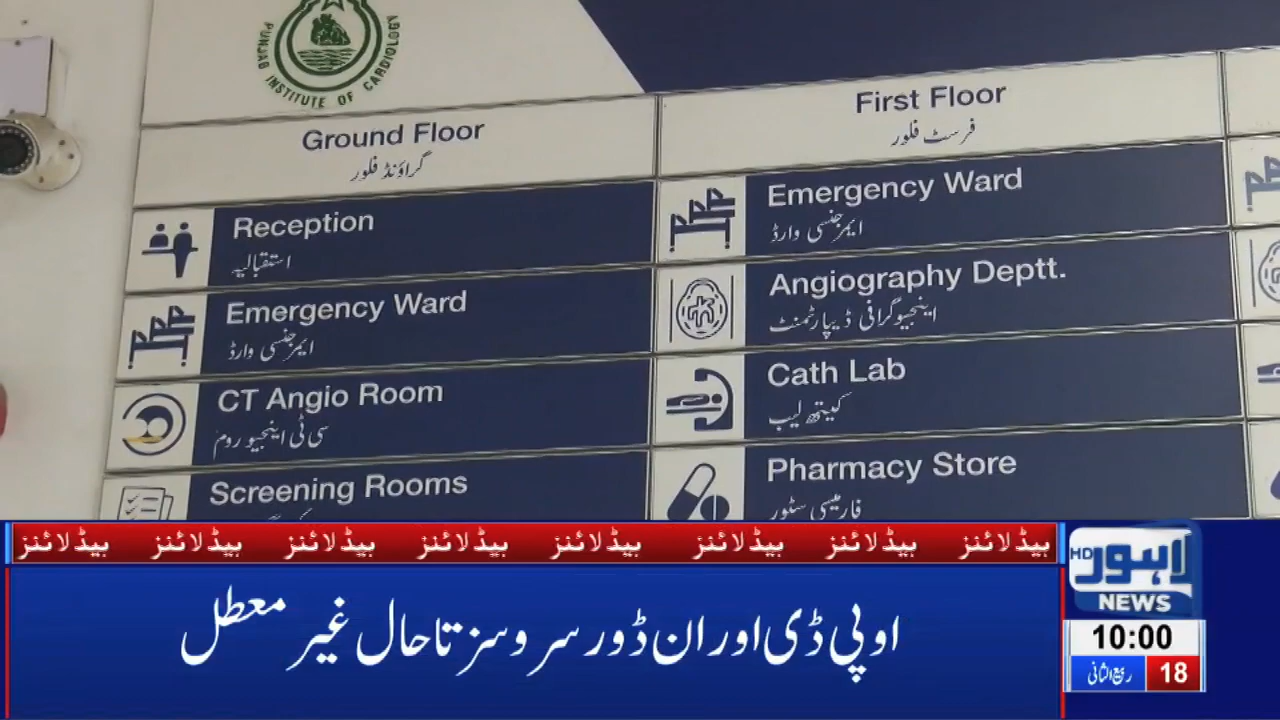 PUNJAB INSTITUTE OF CARDIOLOGY
Ground Floor
گراؤنڈ فلور
Reception
استقبالیہ
Emergency Ward
ایمرجنسی وارڈ
CT Angio Room
سی ٹی اینجیو روم
Screening Rooms
First Floor
فرسٹ فلور
Emergency Ward
ایمرجنسی وارڈ
Angiography Deptt.
اینجیوگرافی ڈیپارٹمنٹ
Cath Lab
کیتھ لیب
Pharmacy Store
فارمیسی سٹور
ہیڈلائنز ہیڈلائنز ہیڈلائنز ہیڈلائنز ہیڈلائنز ہیڈلائنز ہیڈلائنز ہیڈلائنز
او پی ڈی اور ان ڈور سروسز تاحال غیر معطل
HD لاہور
NEWS
10:00
18 ربیع الثانی